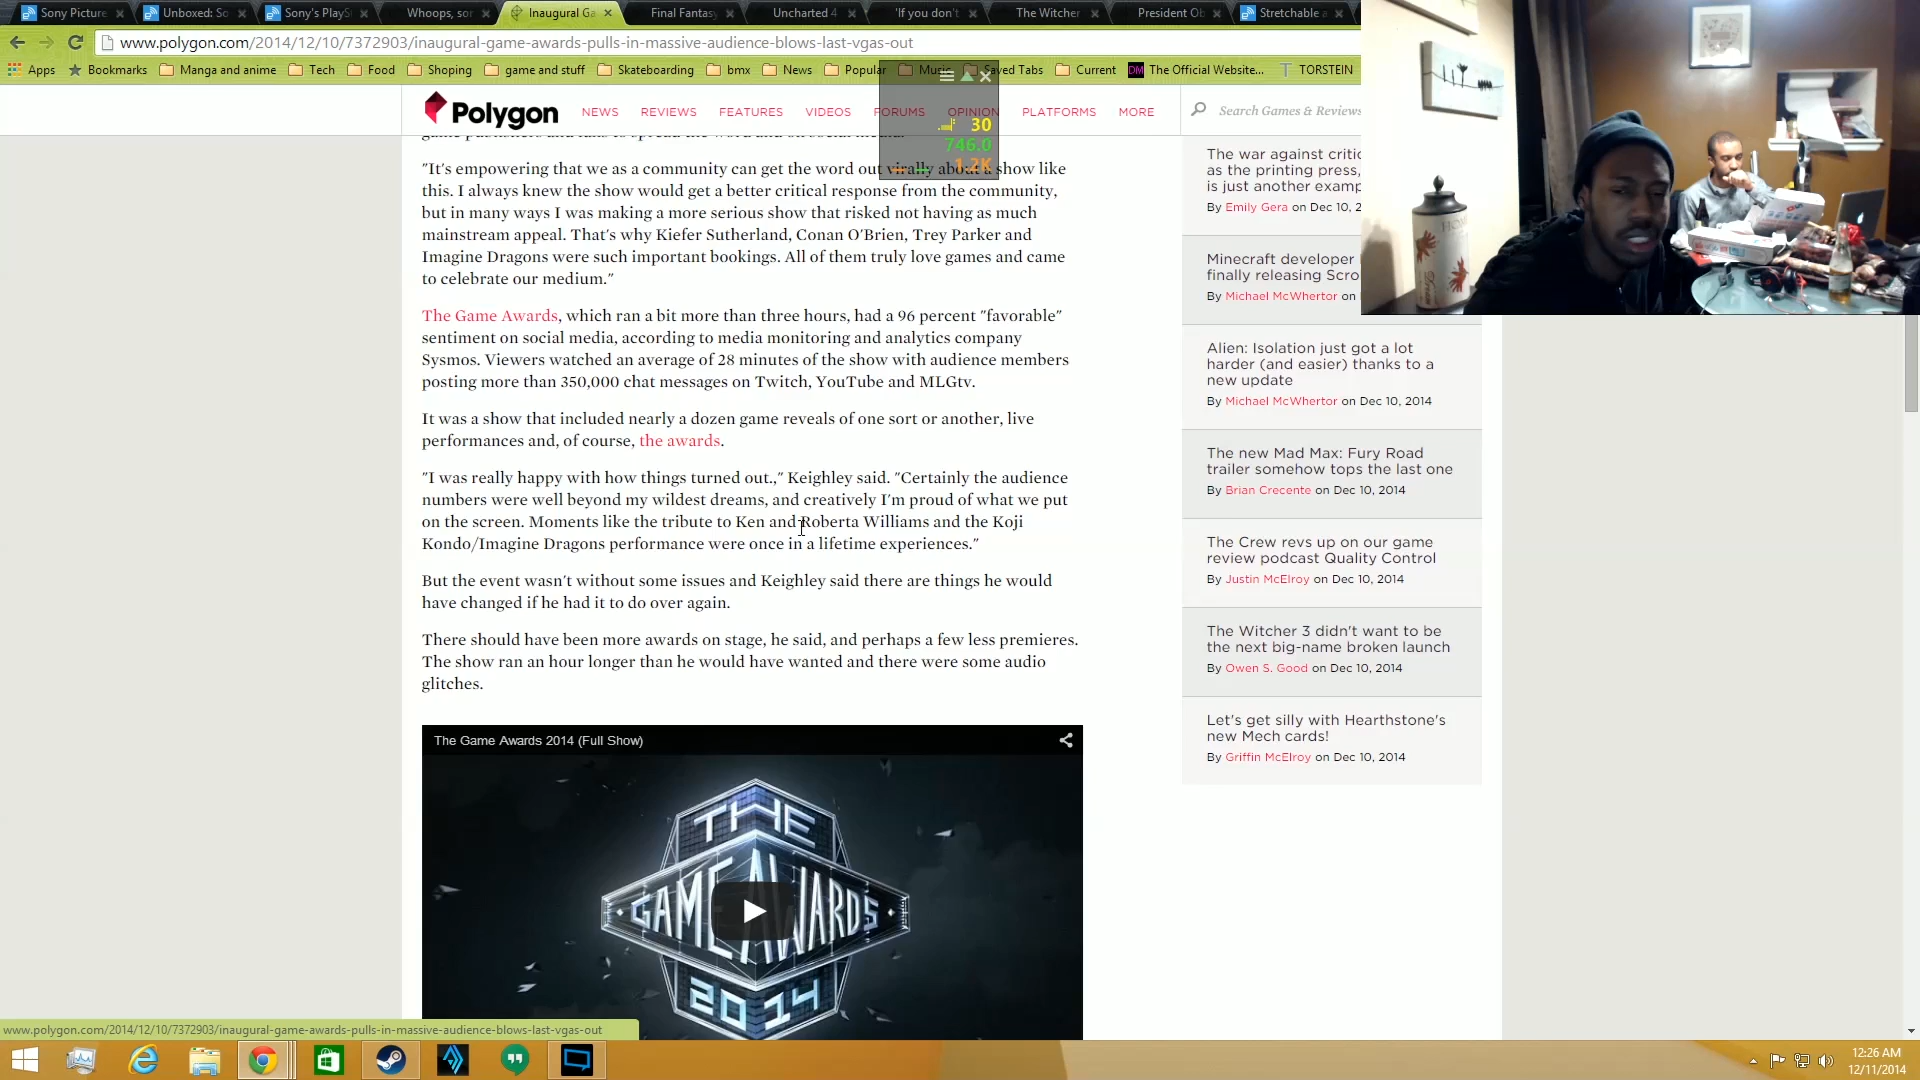 Sony Picture
Unboxed: So
Sony's PlaySt
Whoops, sor
Inaugural Ga
Final Fantasy
Uncharted 4
'If you don't
The Witcher
President Ob
Stretchable a
www.polygon.com/2014/12/10/7372903/inaugural-game-awards-pulls-in-massive-audience-blows-last-vgas-out
Apps
Bookmarks
Manga and anime
Tech
Food
Shoping
game and stuff
Skateboarding
bmx
News
Popular
Music
Saved Tabs
Current
DM The Official Website...
T TORSTEIN
Polygon
NEWS
REVIEWS
FEATURES
VIDEOS
FORUMS
OPINION
PLATFORMS
MORE
Search Games & Reviews
30
746.0
1.2K
"It's empowering that we as a community can get the word out virally about a show like
this. I always knew the show would get a better critical response from the community,
but in many ways I was making a more serious show that risked not having as much
mainstream appeal. That's why Kiefer Sutherland, Conan O'Brien, Trey Parker and
Imagine Dragons were such important bookings. All of them truly love games and came
to celebrate our medium."
The Game Awards, which ran a bit more than three hours, had a 96 percent "favorable"
sentiment on social media, according to media monitoring and analytics company
Sysmos. Viewers watched an average of 28 minutes of the show with audience members
posting more than 350,000 chat messages on Twitch, YouTube and MLGtv.
It was a show that included nearly a dozen game reveals of one sort or another, live
performances and, of course, the awards.
"I was really happy with how things turned out.," Keighley said. "Certainly the audience
numbers were well beyond my wildest dreams, and creatively I'm proud of what we put
on the screen. Moments like the tribute to Ken and Roberta Williams and the Koji
Kondo/Imagine Dragons performance were once in a lifetime experiences."
But the event wasn't without some issues and Keighley said there are things he would
have changed if he had it to do over again.
There should have been more awards on stage, he said, and perhaps a few less premieres.
The show ran an hour longer than he would have wanted and there were some audio
glitches.
The Game Awards 2014 (Full Show)
THE
GAME AWARDS
2014
The war against critic
as the printing press,
is just another examp
By Emily Gera on Dec 10, 2
Minecraft developer
finally releasing Scro
By Michael McWhertor on
Alien: Isolation just got a lot
harder (and easier) thanks to a
new update
By Michael McWhertor on Dec 10, 2014
The new Mad Max: Fury Road
trailer somehow tops the last one
By Brian Crecente on Dec 10, 2014
The Crew revs up on our game
review podcast Quality Control
By Justin McElroy on Dec 10, 2014
The Witcher 3 didn't want to be
the next big-name broken launch
By Owen S. Good on Dec 10, 2014
Let's get silly with Hearthstone's
new Mech cards!
By Griffin McElroy on Dec 10, 2014
HOME
www.polygon.com/2014/12/10/7372903/inaugural-game-awards-pulls-in-massive-audience-blows-last-vgas-out
12:26 AM
12/11/2014